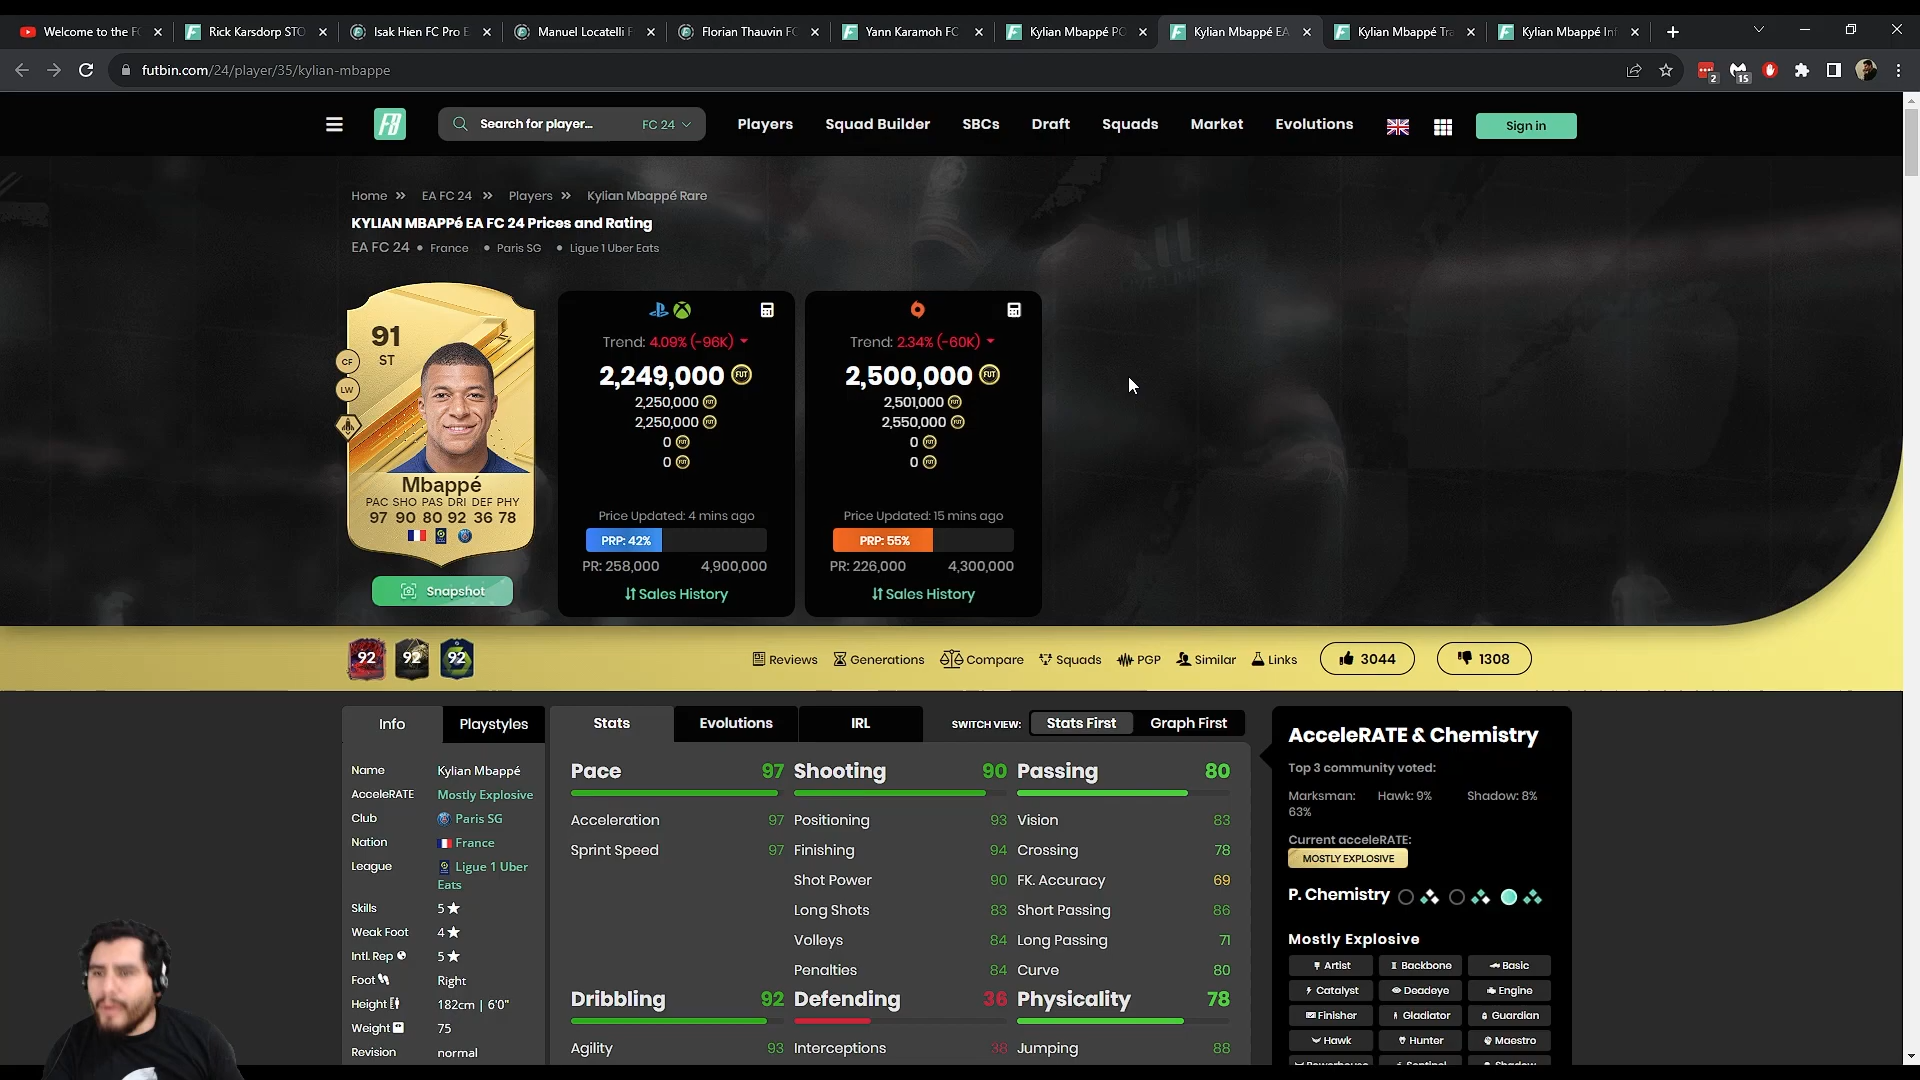 Welcome to the FC
Rick Karsdorp STO
Isak Hien FC Pro E
Manuel Locatelli F
Florian Thauvin FC
Yann Karamoh FC
Kylian Mbappé PO
Kylian Mbappé EA
Kylian Mbappé Tra
Kylian Mbappé Inf
futbin.com/24/player/35/kylian-mbappe
2
15
FB
Search for player...
FC 24
Players
Squad Builder
SBCs
Draft
Squads
Market
Evolutions
Sign in
Home » EA FC 24 » Players » Kylian Mbappé Rare
KYLIAN MBAPPé EA FC 24 Prices and Rating
EA FC 24 • France • Paris SG • Ligue 1 Uber Eats
91
ST
CF
LW
Mbappé
PAC SHO PAS DRI DEF PHY
97 90 80 92 36 78
Snapshot
Trend: 4.09% (-96K)
2,249,000
2,250,000
2,250,000
0
0
Price Updated: 4 mins ago
PRP: 42%
PR: 258,000 4,900,000
Sales History
Trend: 2.34% (-60K)
2,500,000
2,501,000
2,550,000
0
0
Price Updated: 15 mins ago
PRP: 55%
PR: 226,000 4,300,000
Sales History
92
92
92
Reviews
Generations
Compare
Squads
PGP
Similar
Links
3044
1308
Info
Playstyles
Name Kylian Mbappé
AcceleRATE Mostly Explosive
Club Paris SG
Nation France
League Ligue 1 Uber
Eats
Skills 5
Weak Foot 4
Intl. Rep 5
Foot Right
Height 182cm | 6'0"
Weight 75
Revision normal
Stats
Evolutions
IRL
SWITCH VIEW:
Stats First
Graph First
Pace 97
Acceleration 97
Sprint Speed 97
Shooting 90
Positioning 93
Finishing 94
Shot Power 90
Long Shots 83
Volleys 84
Penalties 84
Passing 80
Vision 83
Crossing 78
FK. Accuracy 69
Short Passing 86
Long Passing 71
Curve 80
Dribbling 92
Agility 93
Defending 36
Interceptions 38
Physicality 78
Jumping 88
AcceleRATE & Chemistry
Top 3 community voted:
Marksman: Hawk: 9% Shadow: 8%
63%
Current acceleRATE:
MOSTLY EXPLOSIVE
P. Chemistry
Mostly Explosive
Artist Backbone Basic
Catalyst Deadeye Engine
Finisher Gladiator Guardian
Hawk Hunter Maestro
Powerhouse Sentinel Shadow